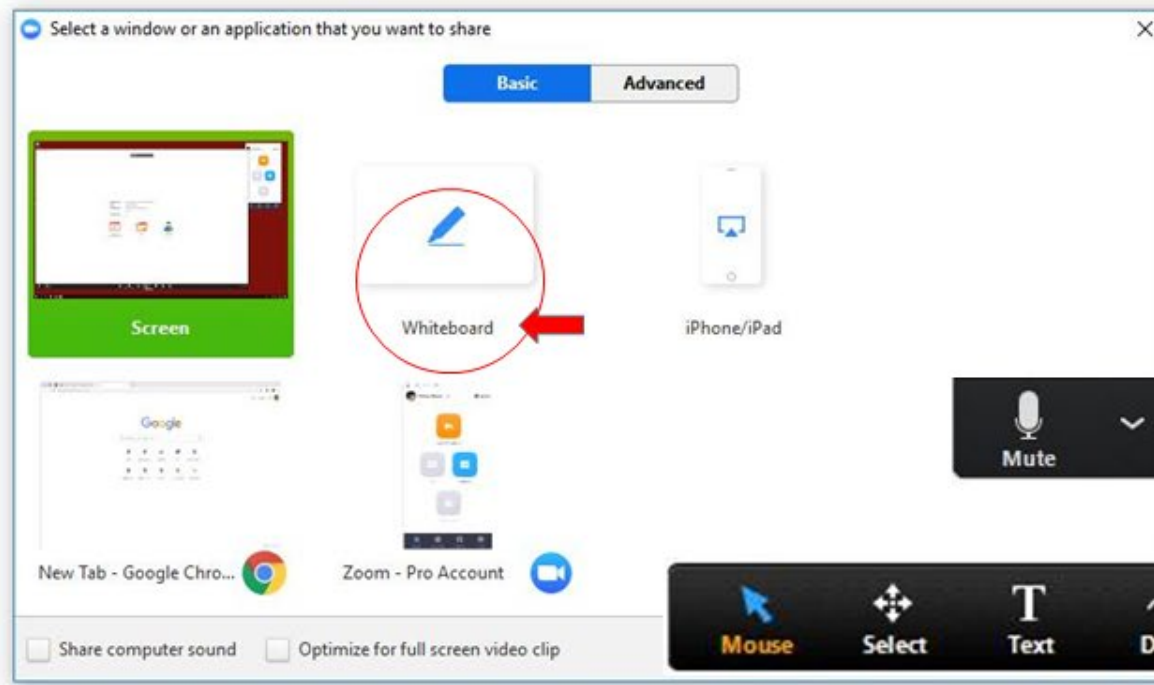 Select a window or an application that you want to share
Basic Advanced
Screen
Whiteboard
iPhone/iPad
Google
Mute
New Tab - Google Chro...
Zoom - Pro Account
Mouse Select Text
Share computer sound Optimize for full screen video clip